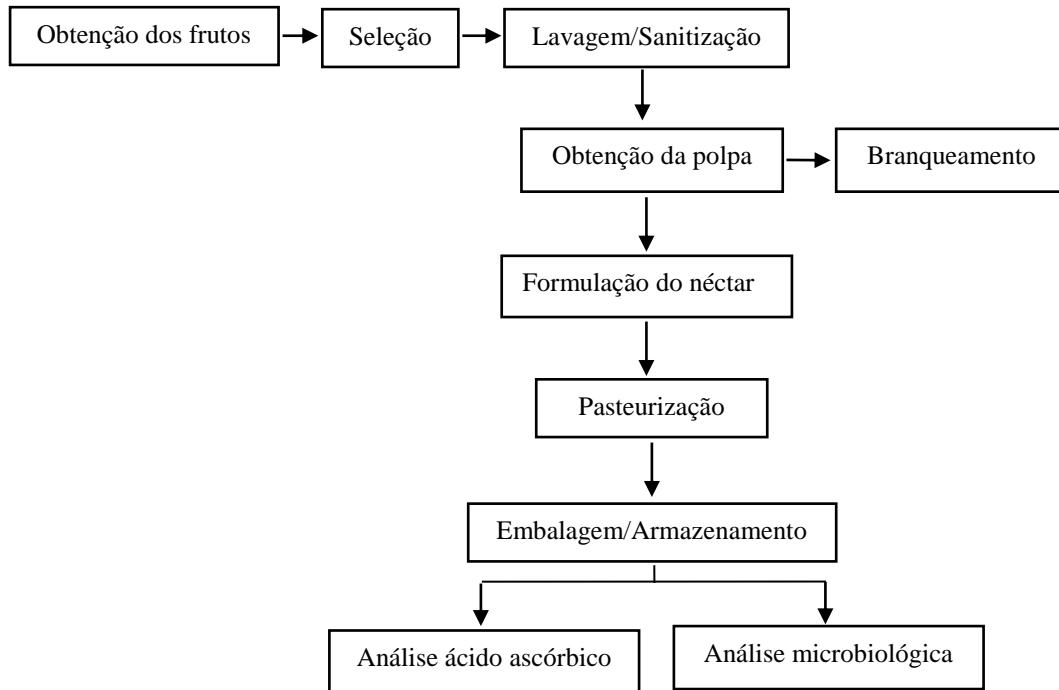 Obtenção dos frutos
Seleção
Lavagem/Sanitização
Obtenção da polpa
Branqueamento
Formulação do néctar
Pasteurização
Embalagem/Armazenamento
Análise ácido ascórbico
Análise microbiológica